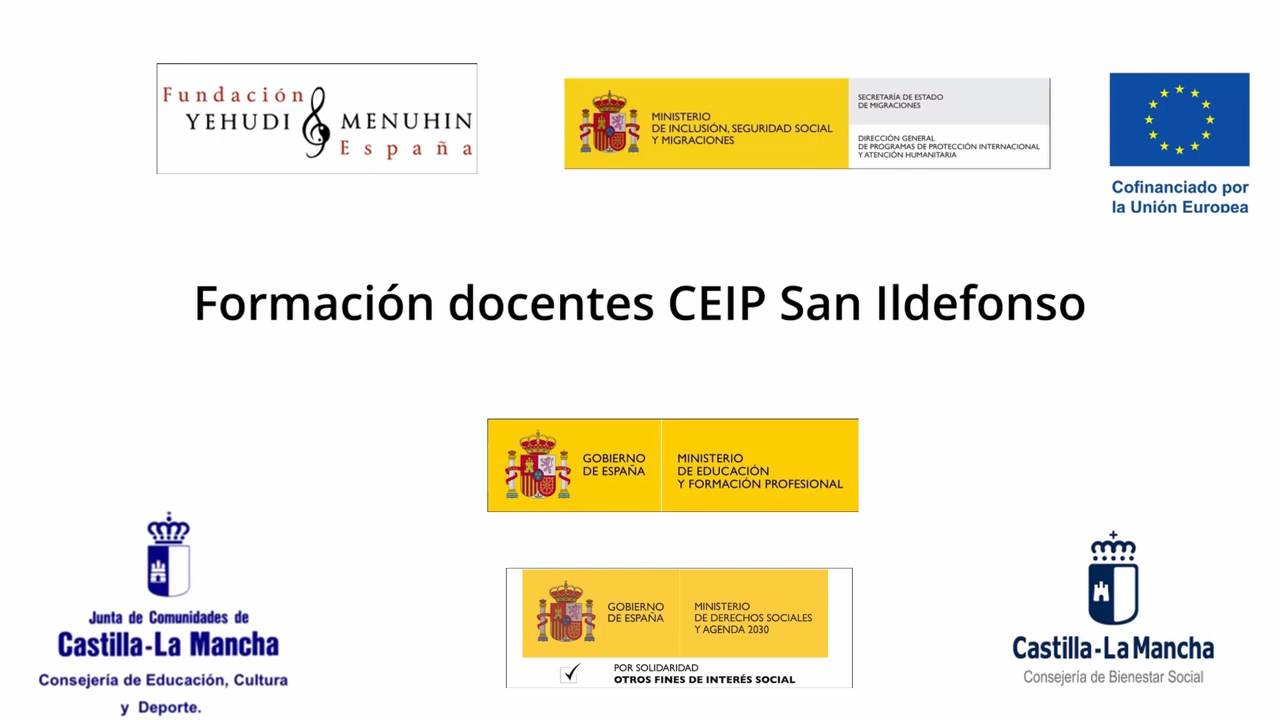 Fundación
YEHUDI MENUHIN
España
MINISTERIO
DE INCLUSIÓN, SEGURIDAD SOCIAL
Y MIGRACIONES
SECRETARÍA DE ESTADO
DE MIGRACIONES
DIRECCIÓN GENERAL
DE PROGRAMAS DE PROTECCIÓN INTERNACIONAL
Y ATENCIÓN HUMANITARIA
Cofinanciado por
la Unión Europea
Formación docentes CEIP San Ildefonso
GOBIERNO
DE ESPAÑA
MINISTERIO
DE EDUCACIÓN
Y FORMACIÓN PROFESIONAL
Junta de Comunidades de
Castilla-La Mancha
Consejería de Educación, Cultura
y Deporte.
GOBIERNO
DE ESPAÑA
MINISTERIO
DE DERECHOS SOCIALES
Y AGENDA 2030
POR SOLIDARIDAD
OTROS FINES DE INTERÉS SOCIAL
Castilla-La Mancha
Consejería de Bienestar Social